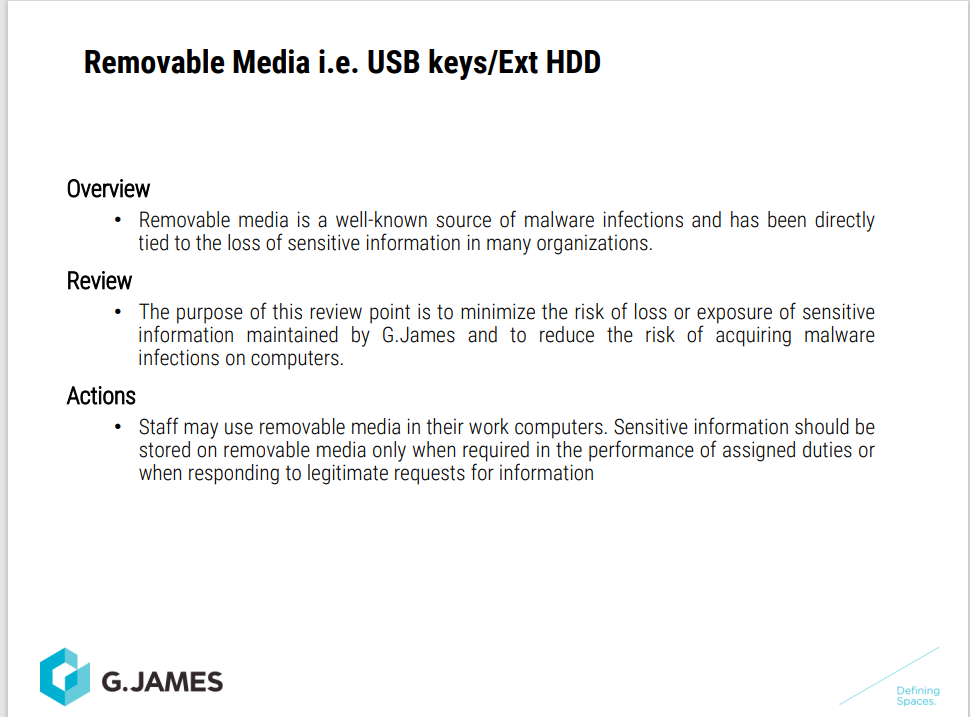 Removable Media i.e. USB keys/Ext HDD
Overview
• Removable media is a well-known source of malware infections and has been directly
tied to the loss of sensitive information in many organizations.
Review
• The purpose of this review point is to minimize the risk of loss or exposure of sensitive
information maintained by G.James and to reduce the risk of acquiring malware
infections on computers.
Actions
• Staff may use removable media in their work computers. Sensitive information should be
stored on removable media only when required in the performance of assigned duties or
when responding to legitimate requests for information
G.JAMES
Defining
Spaces.